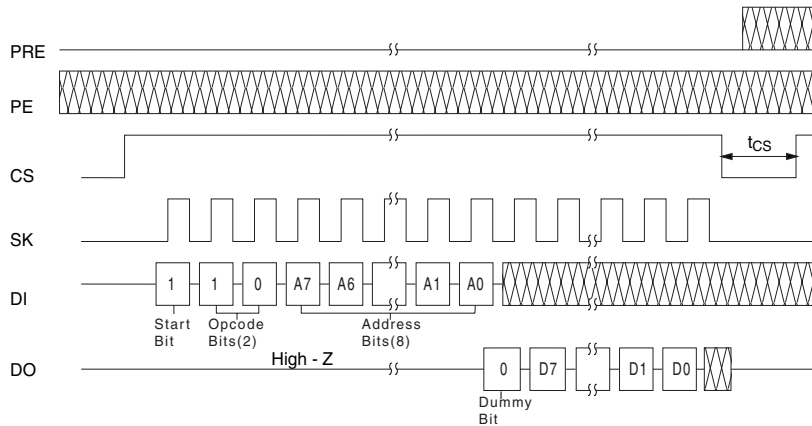 PRE
PE
CS
tCS
SK
DI
1 1 0 A7 A6 A1 A0
Start Bit
Opcode Bits(2)
Address Bits(8)
DO
High - Z
0 D7 D1 D0
Dummy Bit